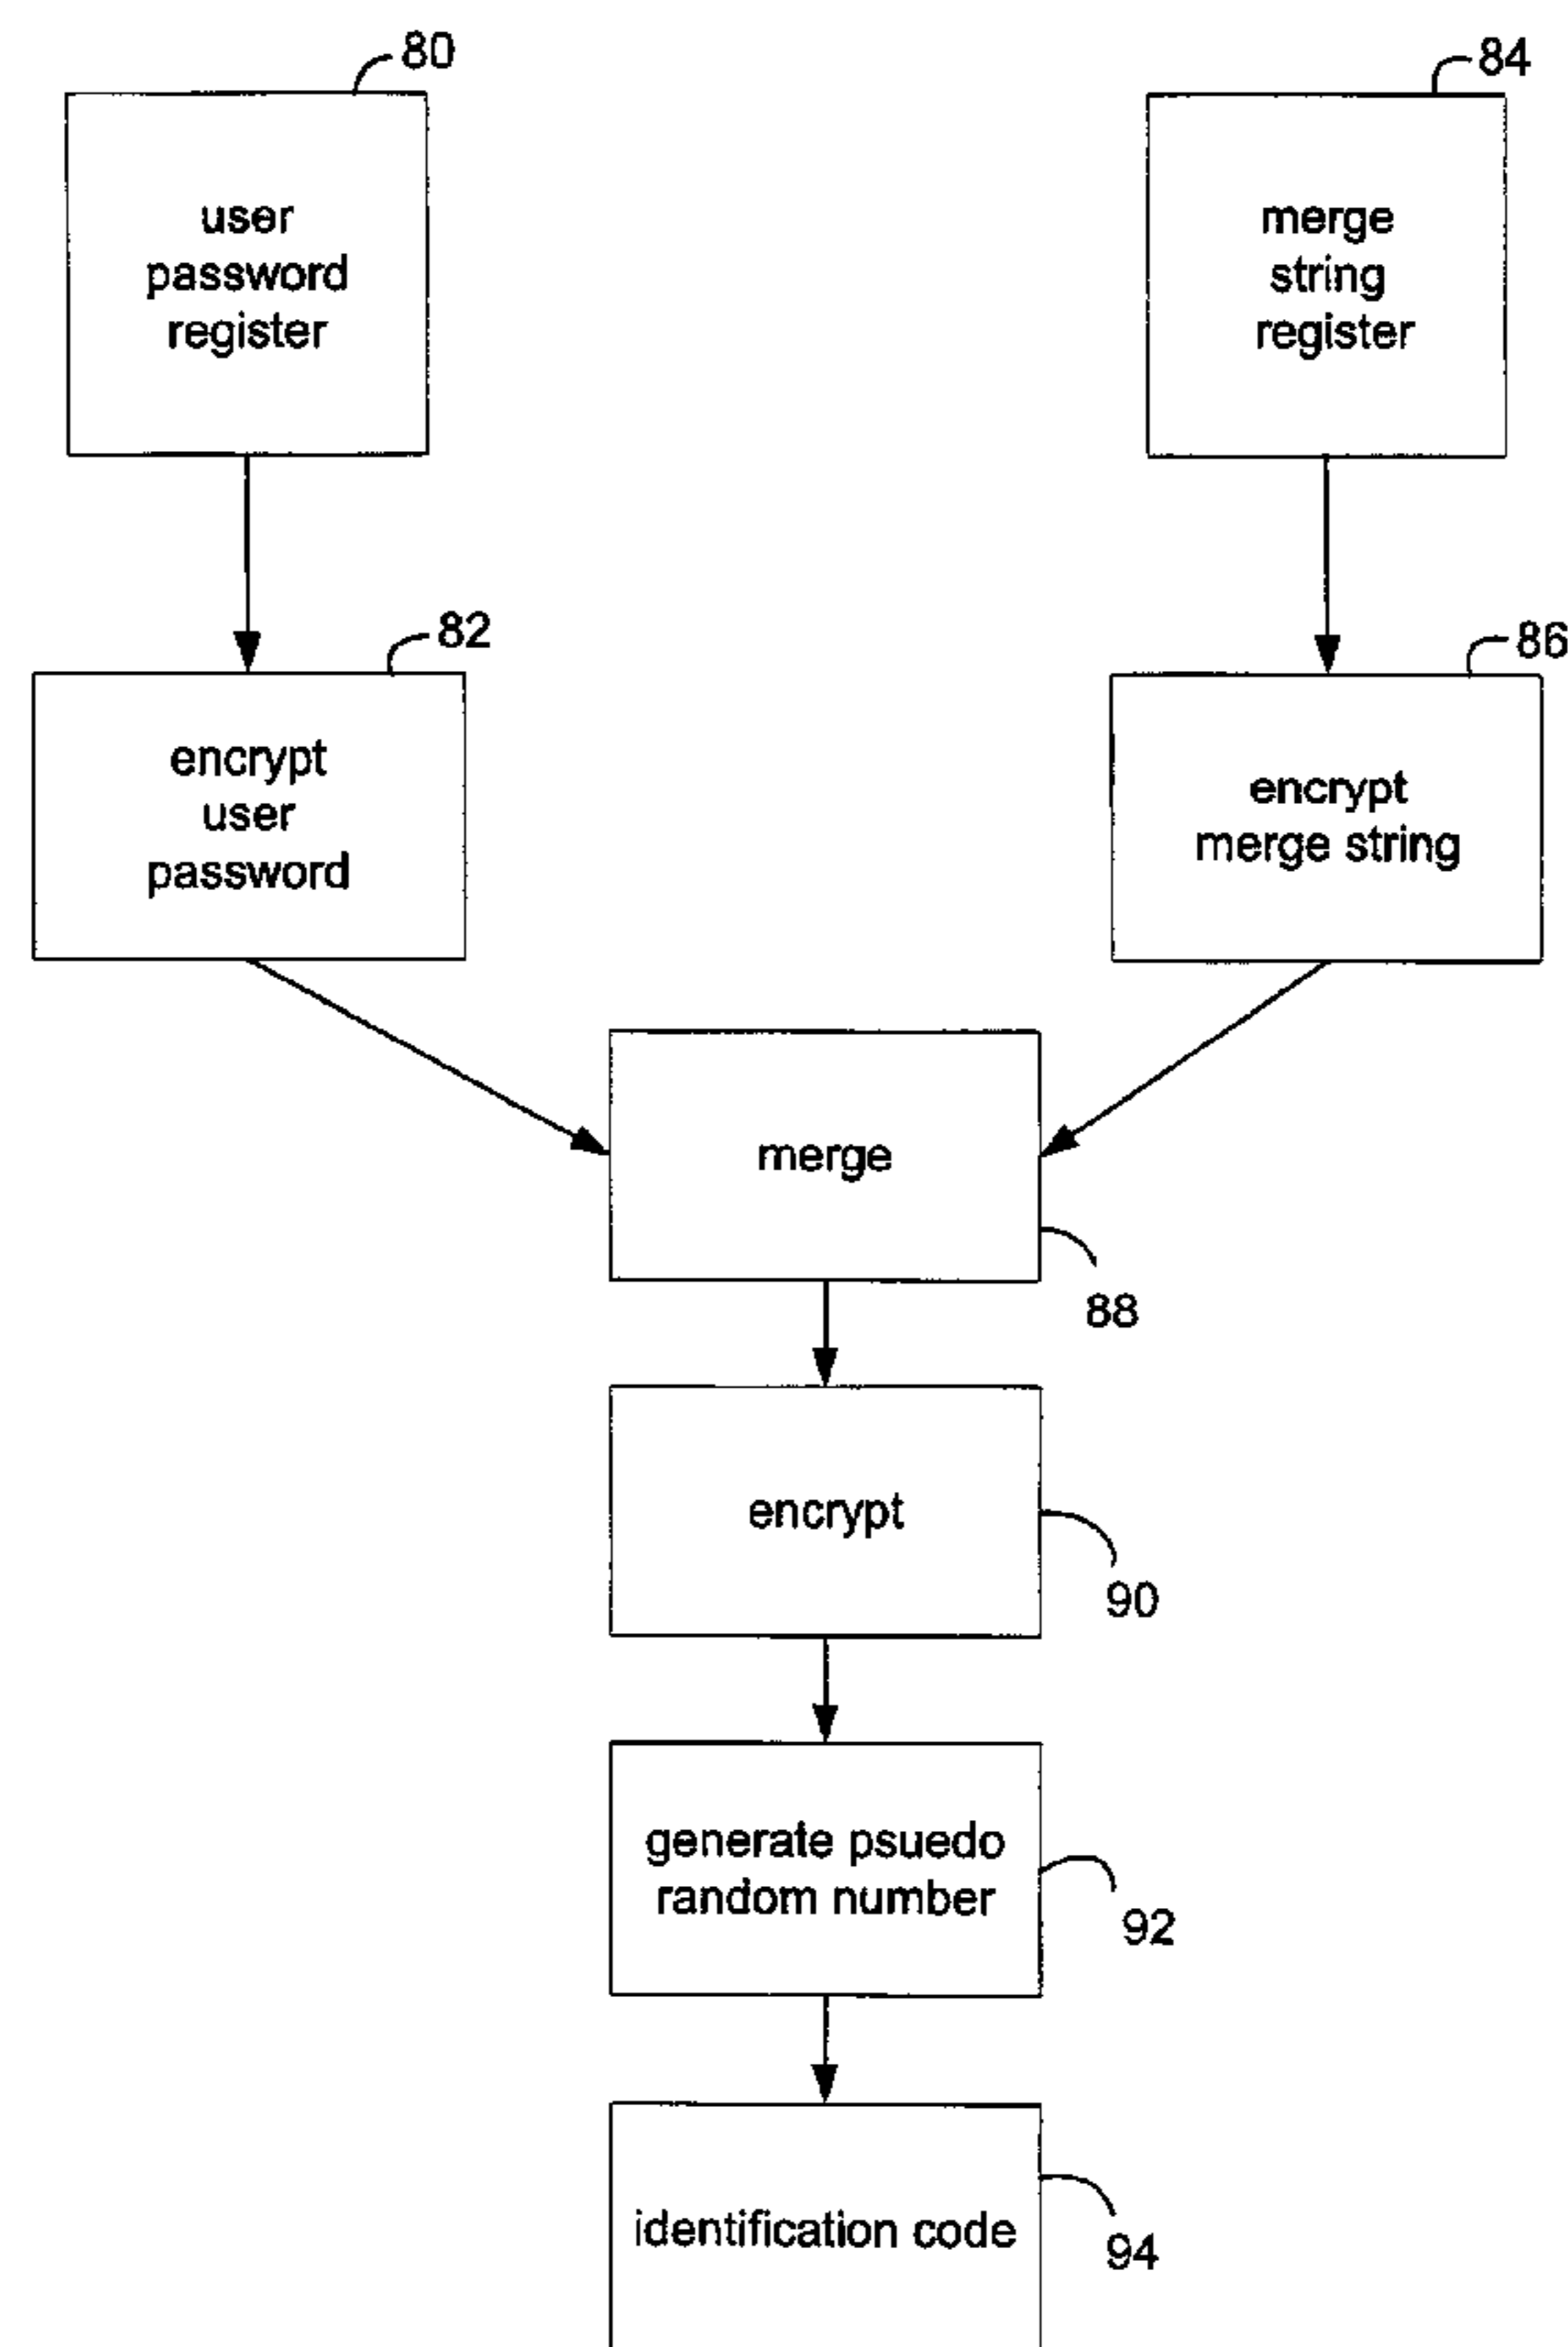 80
user
password
register
84
merge
string
register
82
encrypt
user
password
86
encrypt
merge string
merge
88
encrypt
90
generate psuedo
random number
92
identification code
94